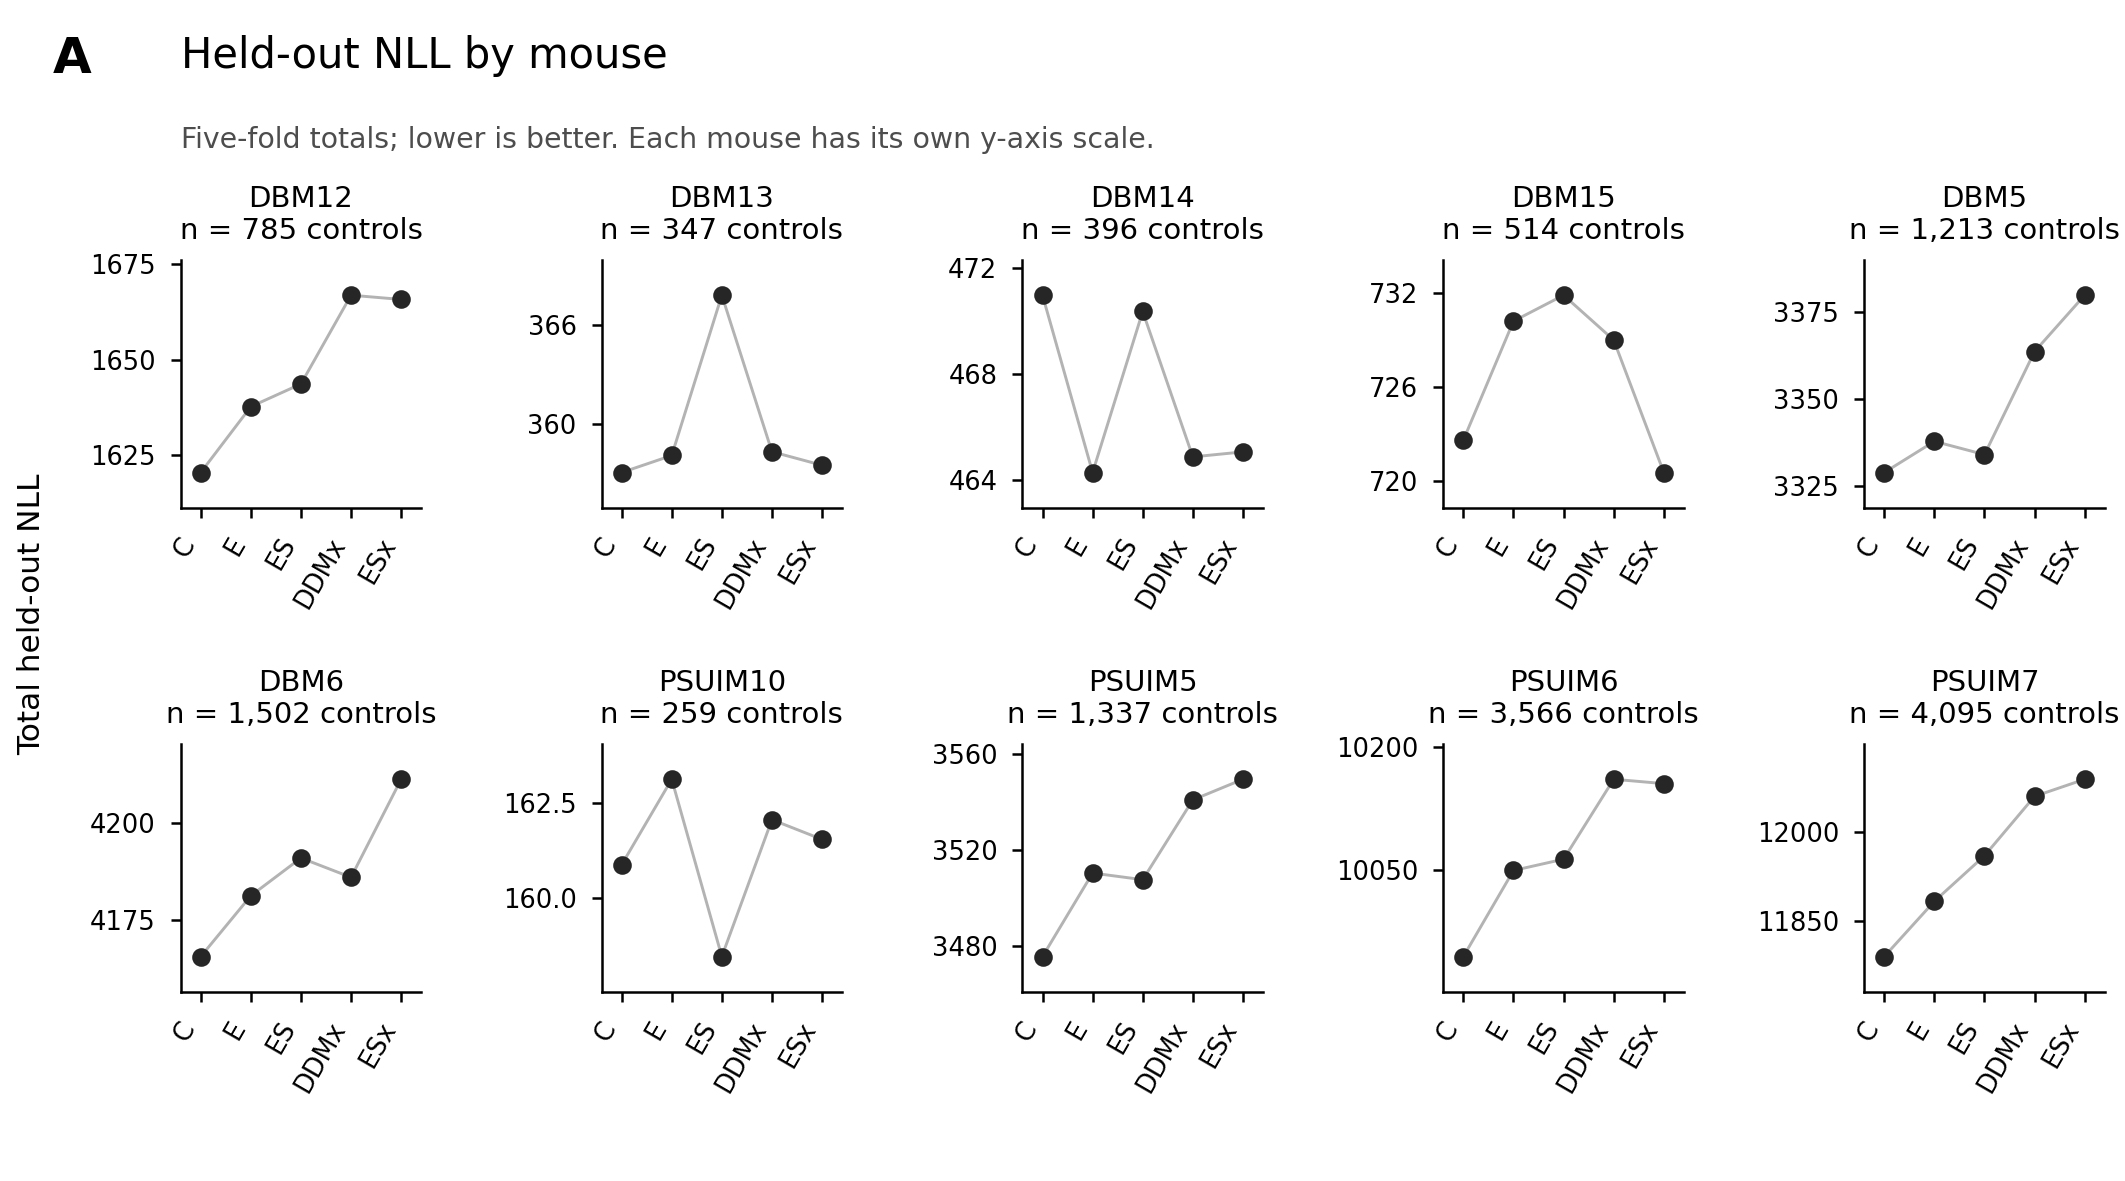 A
Held-out NLL by mouse
Five-fold totals; lower is better. Each mouse has its own y-axis scale.
Total held-out NLL
DBM12
n = 785 controls
1675
1650
1625
C
E
ES
DDMx
ESx
DBM13
n = 347 controls
366
360
C
E
ES
DDMx
ESx
DBM14
n = 396 controls
472
468
464
C
E
ES
DDMx
ESx
DBM15
n = 514 controls
732
726
720
C
E
ES
DDMx
ESx
DBM5
n = 1,213 controls
3375
3350
3325
C
E
ES
DDMx
ESx
DBM6
n = 1,502 controls
4200
4175
C
E
ES
DDMx
ESx
PSUIM10
n = 259 controls
162.5
160.0
C
E
ES
DDMx
ESx
PSUIM5
n = 1,337 controls
3560
3520
3480
C
E
ES
DDMx
ESx
PSUIM6
n = 3,566 controls
10200
10050
C
E
ES
DDMx
ESx
PSUIM7
n = 4,095 controls
12000
11850
C
E
ES
DDMx
ESx